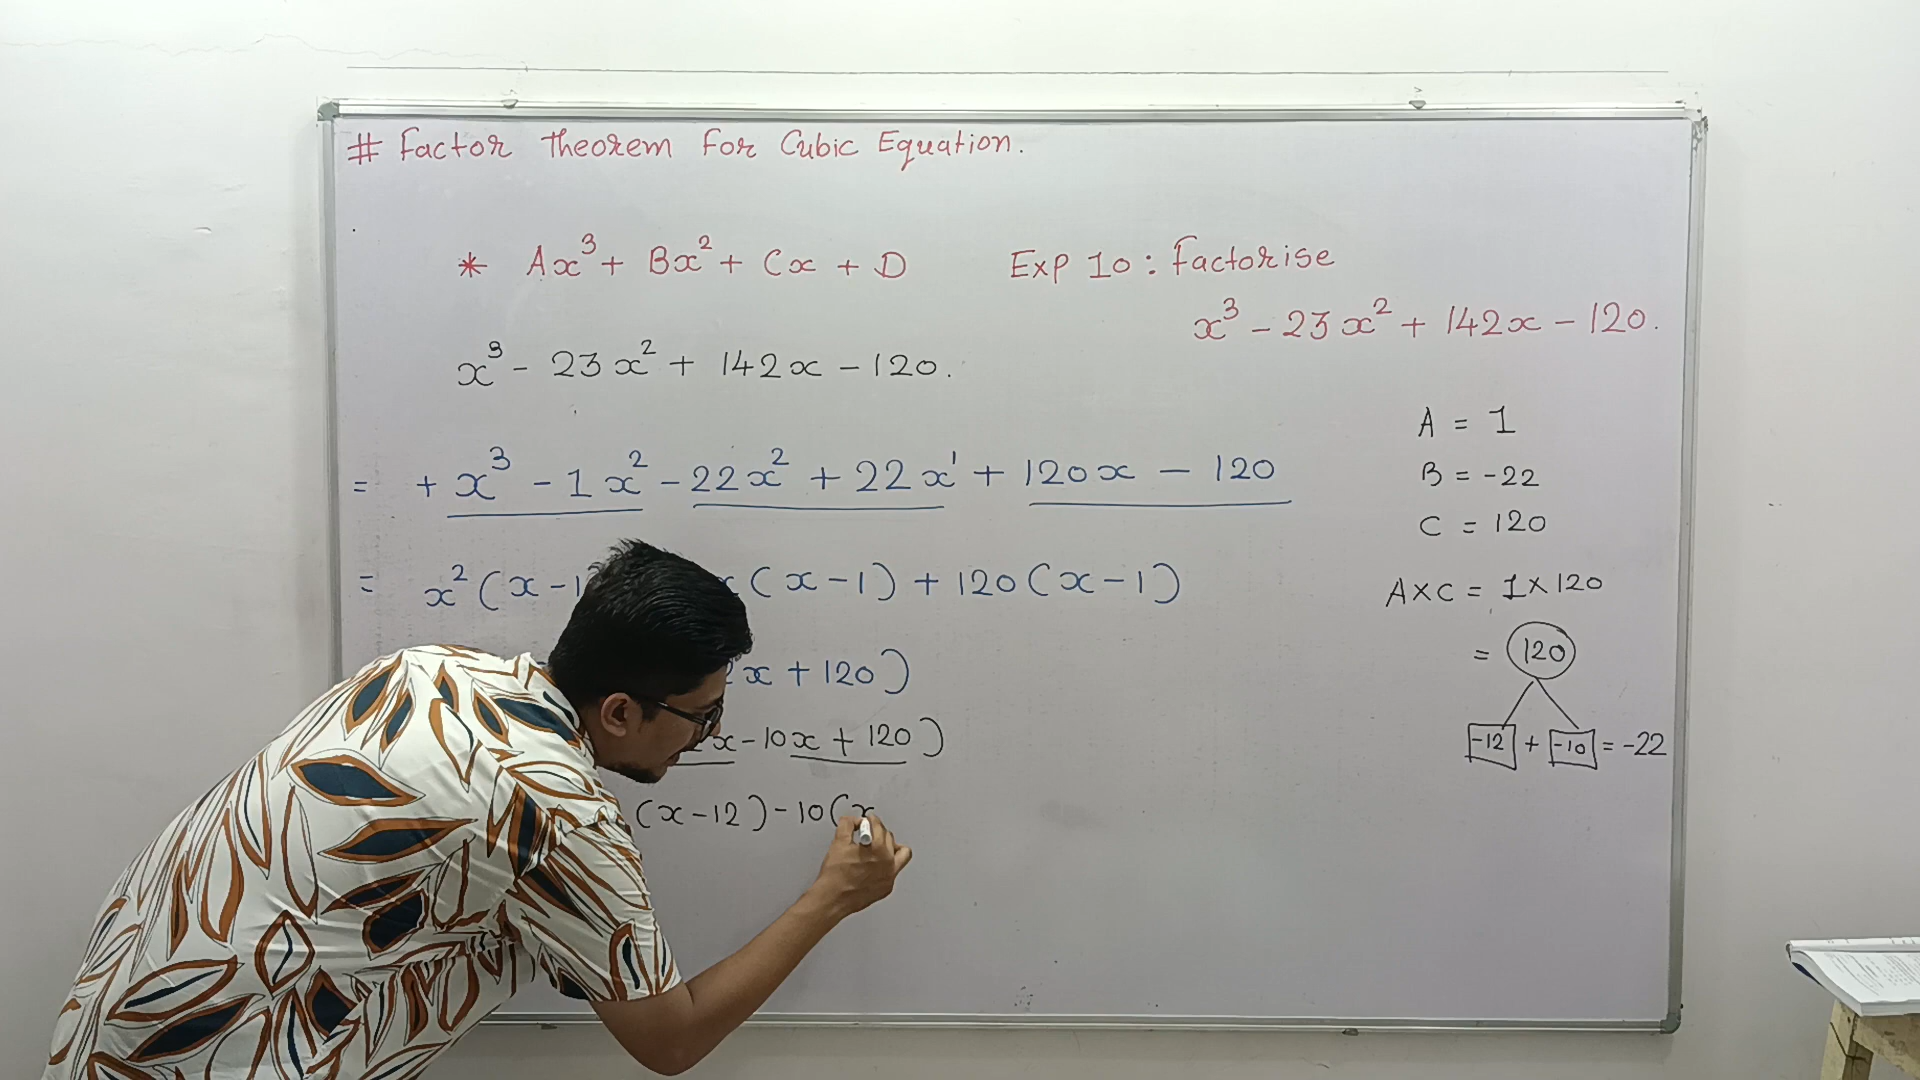 # Factor Theorem For Cubic Equation.
* Ax³ + Bx² + Cx + D
Exp 10 : Factorise
x³ - 23x² + 142x - 120.
x³ - 23x² + 142x - 120.
= + x³ - 1x² - 22x² + 22x¹ + 120x - 120
= x²(x-1 x(x-1) + 120(x-1)
x + 120)
x-10x + 120)
(x-12)-10(x
A = 1
B = -22
C = 120
A×C = 1×120
= 120
-12 + -10 = -22